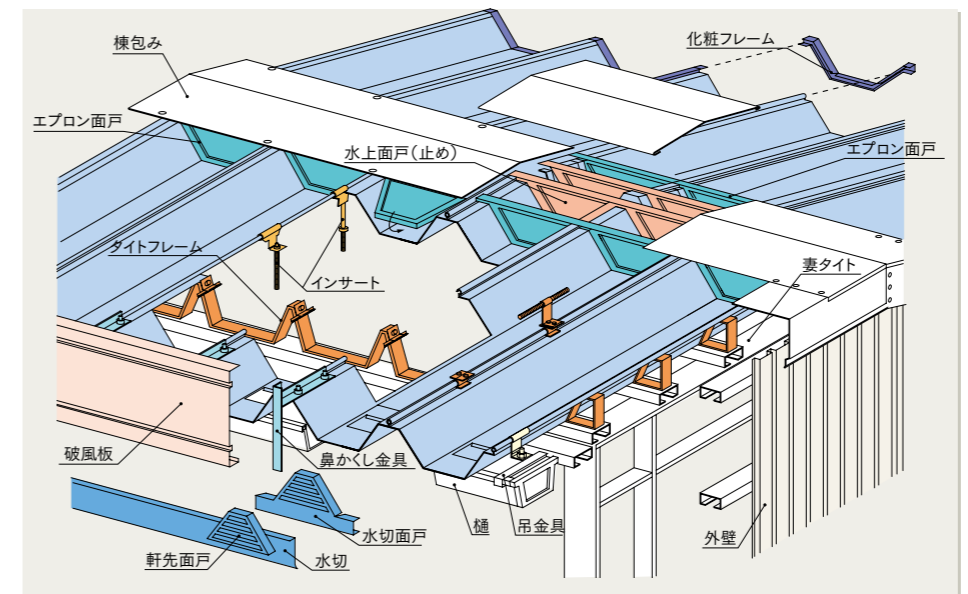 棟包み
化粧フレーム
エプロン面戸
水上面戸（止め）
エプロン面戸
タイトフレーム
インサート
妻タイト
破風板
鼻かくし金具
樋
吊金具
外壁
水切面戸
軒先面戸
水切